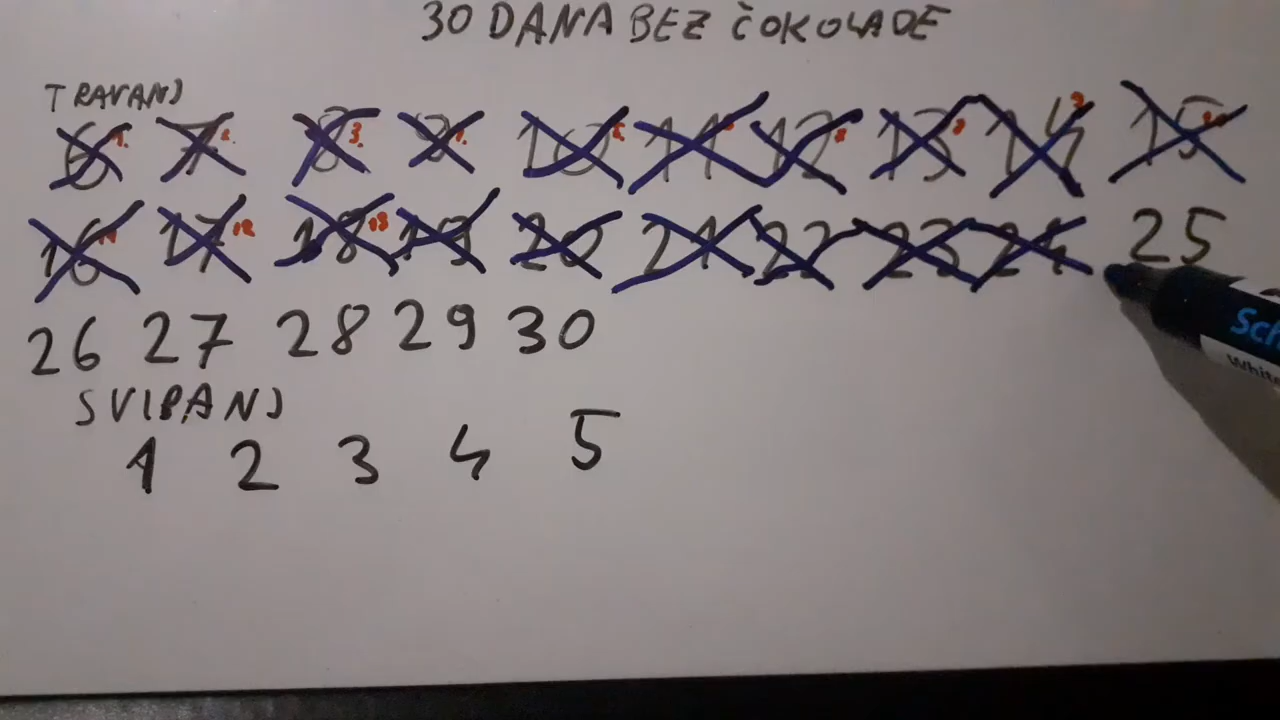 30 DANA BEZ ČOKOLADE
TRAVANJ
6 7 8 9 10 11 12 13 14 15
16 17 18 19 20 21 22 23 24 25
26 27 28 29 30
SVIBANJ
1 2 3 4 5